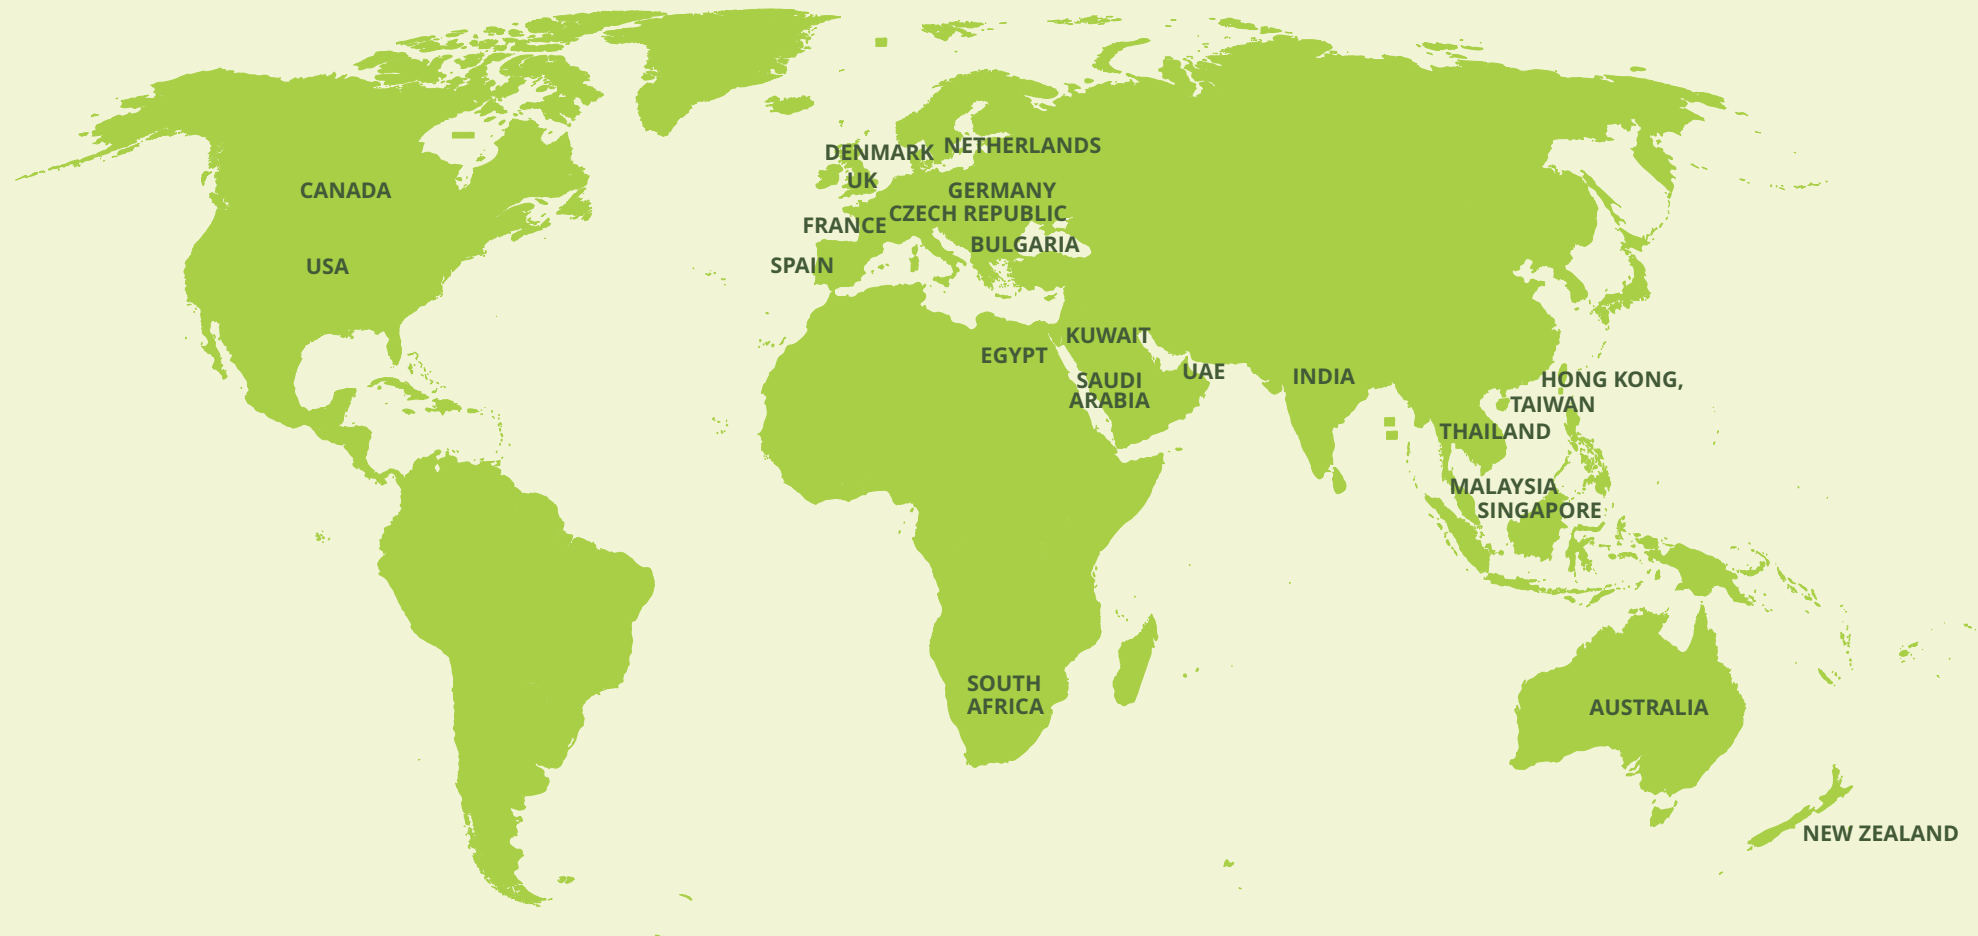 DENMARK
NETHERLANDS
UK
CANADA
GERMANY
CZECH REPUBLIC
FRANCE
BULGARIA
SPAIN
USA
KUWAIT
EGYPT
UAE
SAUDI
ARABIA
INDIA
HONG KONG,
TAIWAN
THAILAND
MALAYSIA
SINGAPORE
SOUTH
AFRICA
AUSTRALIA
NEW ZEALAND